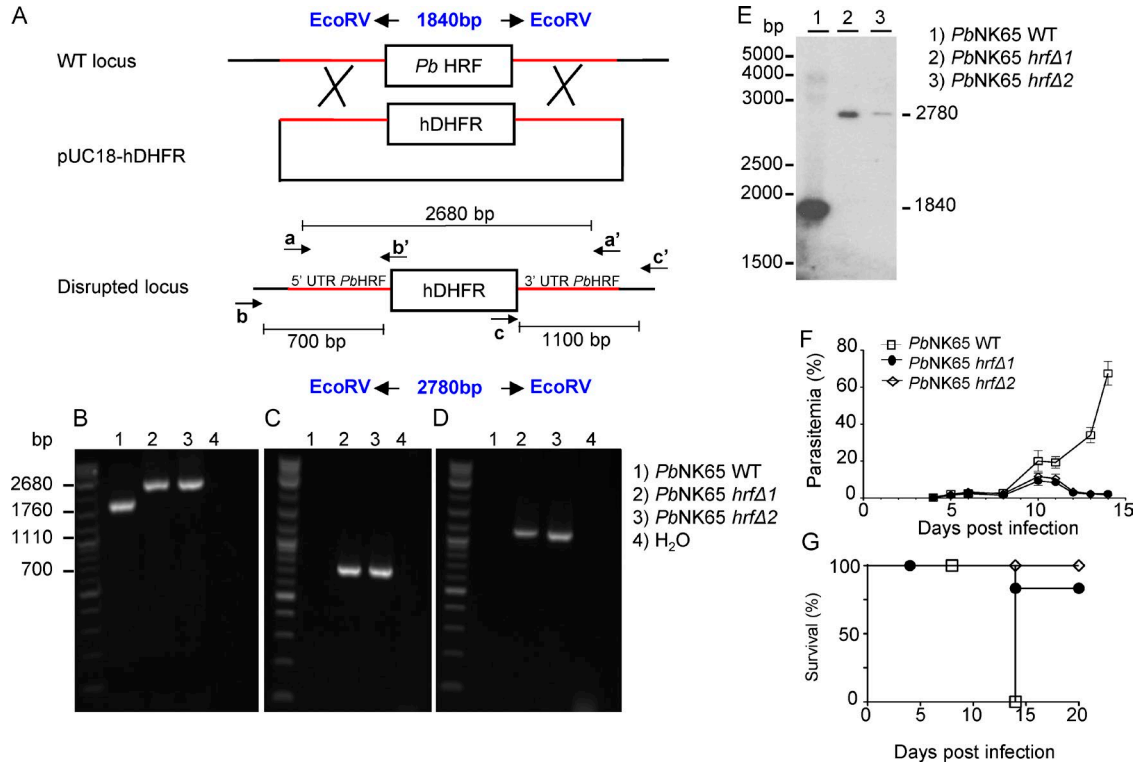 A
EcoRV 1840bp EcoRV
WT locus
Pb HRF
hDHFR
pUC18-hDHFR
2680 bp
a
b'
a'
c'
5' UTR PbHRF
3' UTR PbHRF
Disrupted locus
hDHFR
b
c
700 bp
1100 bp
EcoRV 2780bp EcoRV
B
C
D
bp
1 2 3 4
1 2 3 4
1 2 3 4
2680
1760
1110
700
1) PbNK65 WT
2) PbNK65 hrfΔ1
3) PbNK65 hrfΔ2
4) H₂O
E
bp
1 2 3
1) PbNK65 WT
2) PbNK65 hrfΔ1
3) PbNK65 hrfΔ2
5000
4000
3000
2500
2000
1500
2780
1840
F
PbNK65 WT
PbNK65 hrfΔ1
PbNK65 hrfΔ2
Parasitemia (%)
80
60
40
20
0
0 5 10 15
Days post infection
G
Survival (%)
100
50
0
0 5 10 15 20
Days post infection